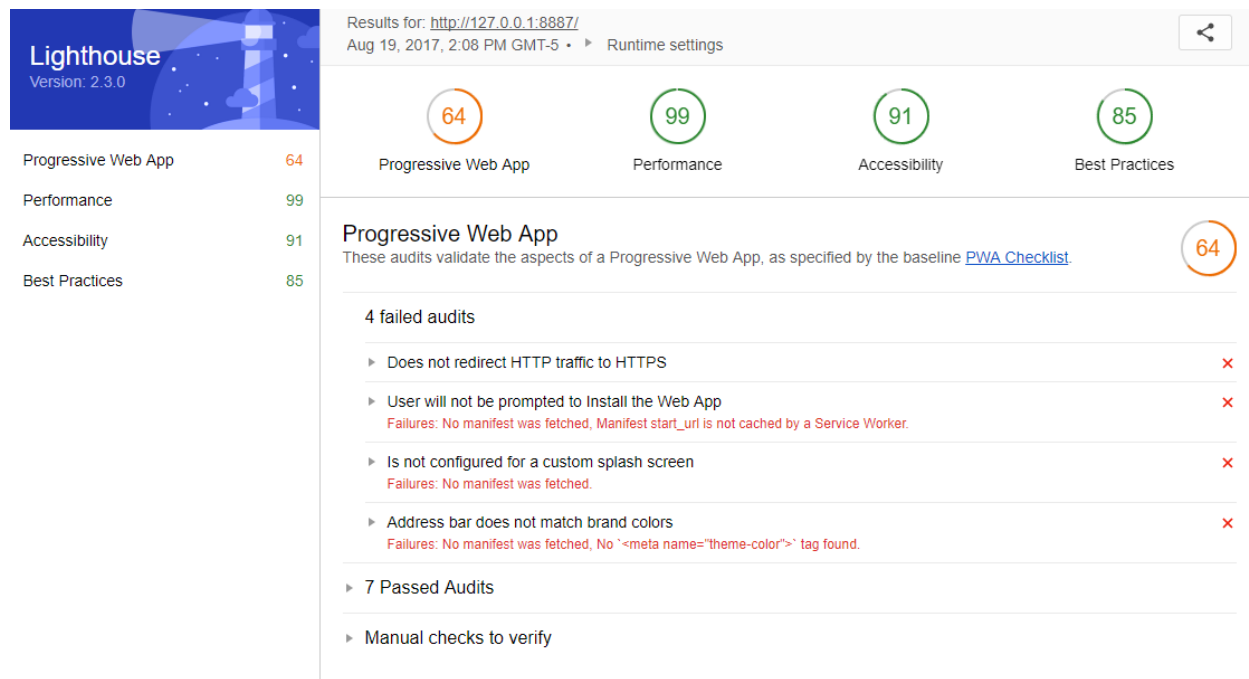 Lighthouse
Version: 2.3.0
Progressive Web App 64
Performance 99
Accessibility 91
Best Practices 85
Results for: http://127.0.0.1:8887/
Aug 19, 2017, 2:08 PM GMT-5 • Runtime settings
64 99 91 85
Progressive Web App Performance Accessibility Best Practices
Progressive Web App
These audits validate the aspects of a Progressive Web App, as specified by the baseline PWA Checklist.
64
4 failed audits
Does not redirect HTTP traffic to HTTPS
User will not be prompted to Install the Web App
Failures: No manifest was fetched, Manifest start_url is not cached by a Service Worker.
Is not configured for a custom splash screen
Failures: No manifest was fetched.
Address bar does not match brand colors
Failures: No manifest was fetched, No `<meta name="theme-color">` tag found.
7 Passed Audits
Manual checks to verify